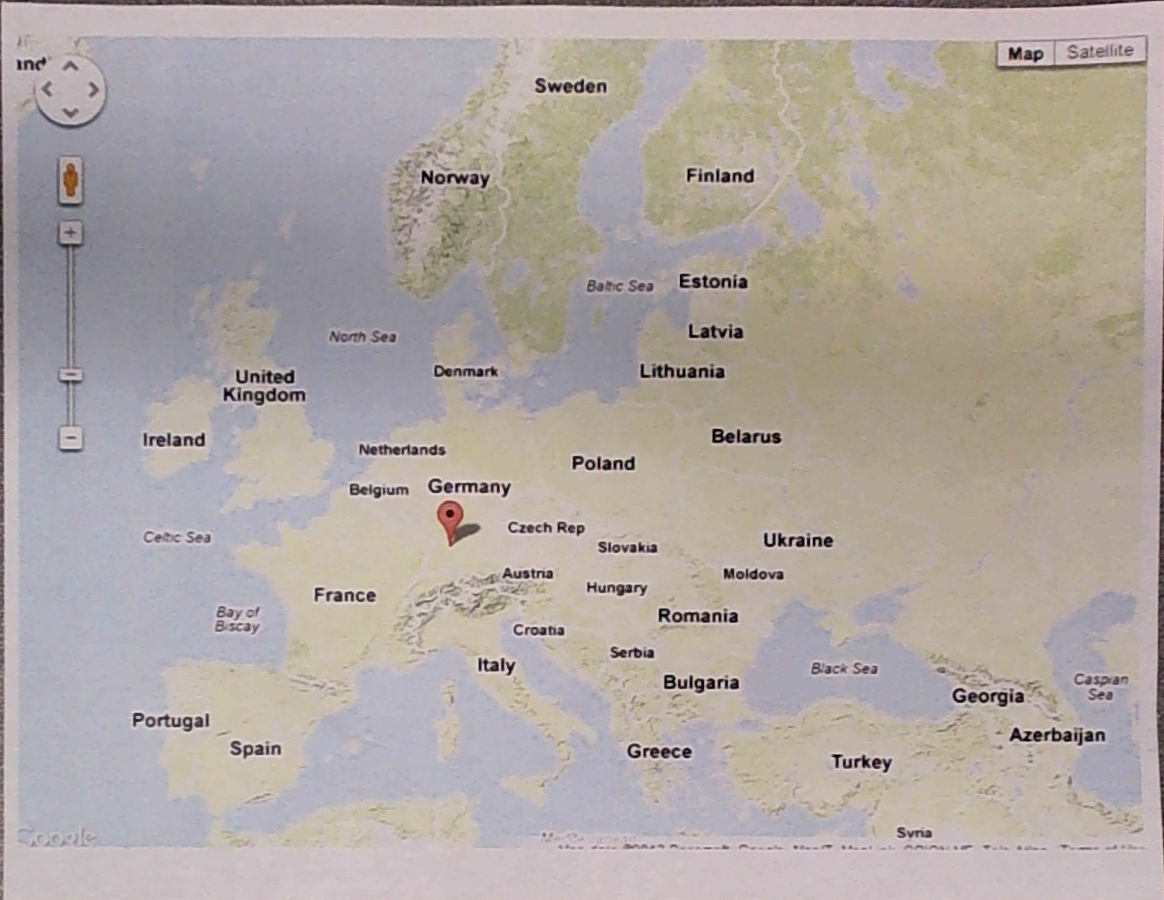 Map
Satellite
Sweden
Norway
Finland
Baltic Sea
Estonia
North Sea
Latvia
Denmark
Lithuania
United
Kingdom
Ireland
Belarus
Netherlands
Poland
Belgium
Germany
Celtic Sea
Czech Rep
Slovakia
Ukraine
Austria
Moldova
Hungary
France
Bay of
Biscay
Romania
Croatia
Serbia
Italy
Black Sea
Bulgaria
Caspian
Sea
Georgia
Portugal
Azerbaijan
Spain
Greece
Turkey
Syria
Google